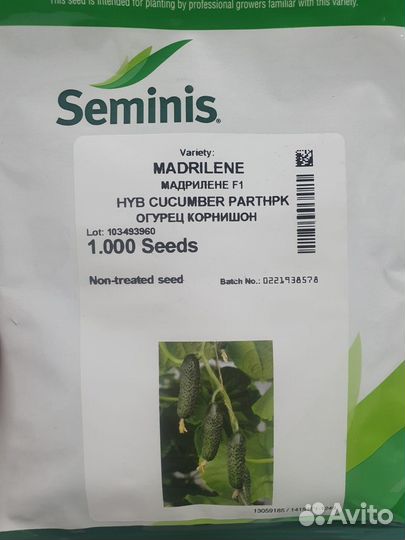 This seed is intended for planting by professional growers familiar with this variety.
Seminis
Variety:
MADRILENE
МАДРИЛЕНЕ F1
HYB CUCUMBER PARTHPK
ОГУРЕЦ КОРНИШОН
Lot: 103493960
1.000 Seeds
Non-treated seed
Batch No.: 0221938578
Avito